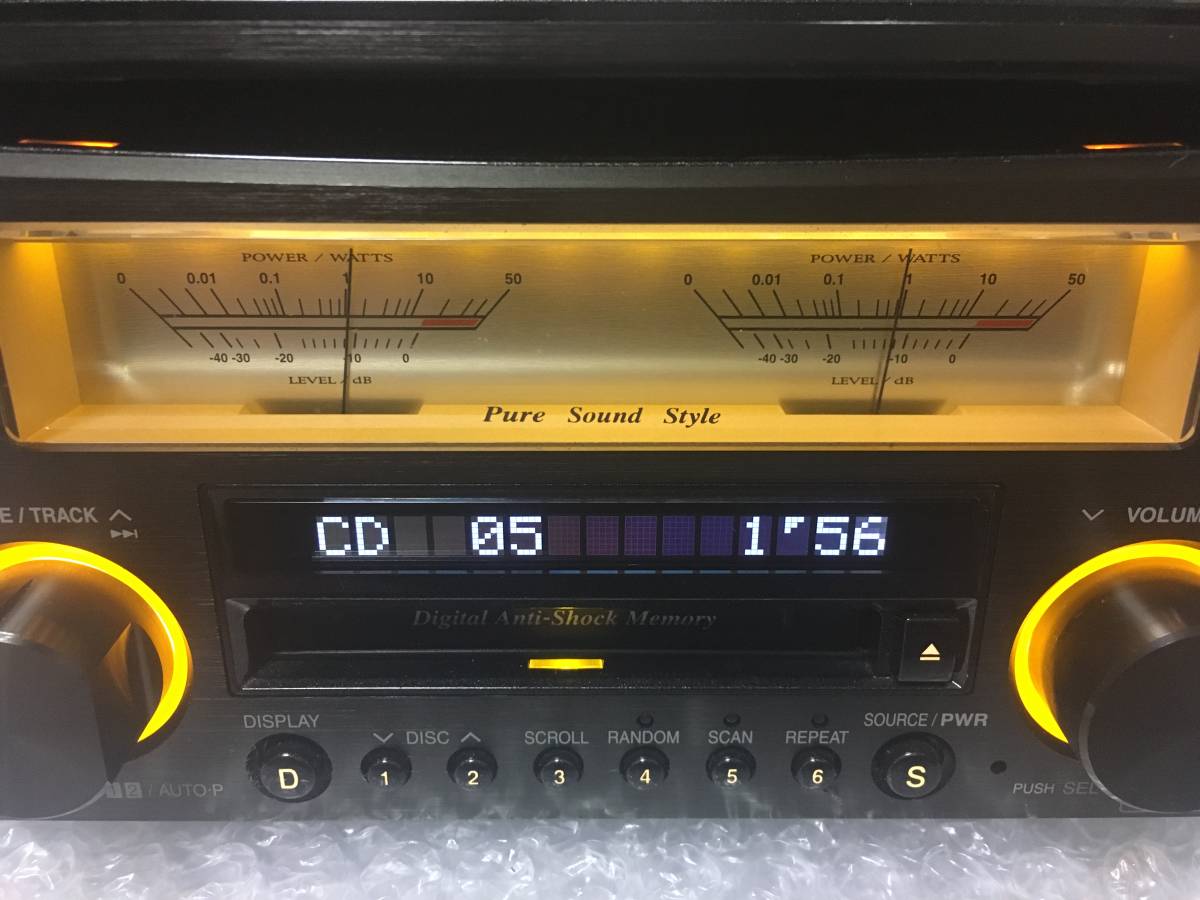 POWER / WATTS
POWER / WATTS
0 0.01 0.1 1 10 50
0 0.01 0.1 1 10 50
-40 -30 -20 -10 0
-40 -30 -20 -10 0
LEVEL / dB
LEVEL / dB
Pure Sound Style
E / TRACK
VOLUM
CD 05 1'56
Digital Anti-Shock Memory
DISPLAY
DISC
SCROLL
RANDOM
SCAN
REPEAT
SOURCE / PWR
D 1 2 3 4 5 6 S
1 2 / AUTO-P
PUSH SEL